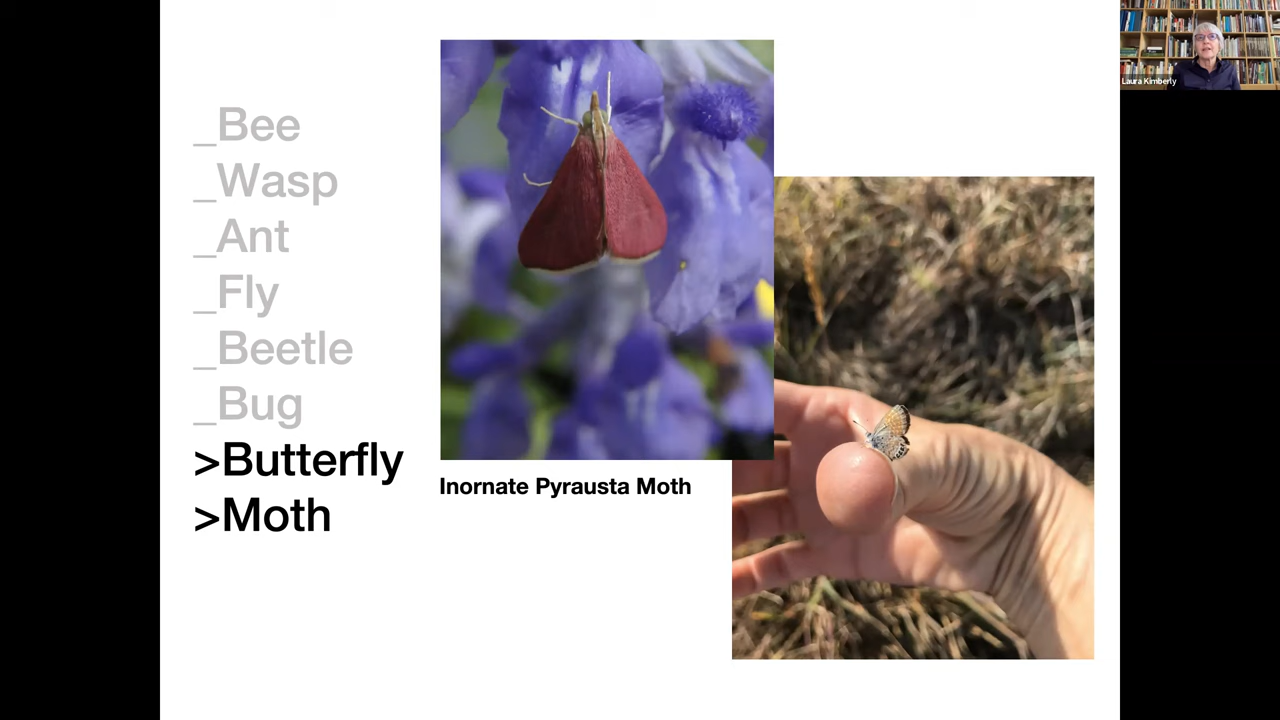 _Bee
_Wasp
_Ant
_Fly
_Beetle
_Bug
>Butterfly
>Moth
Inornate Pyrausta Moth
Laura Kimberly